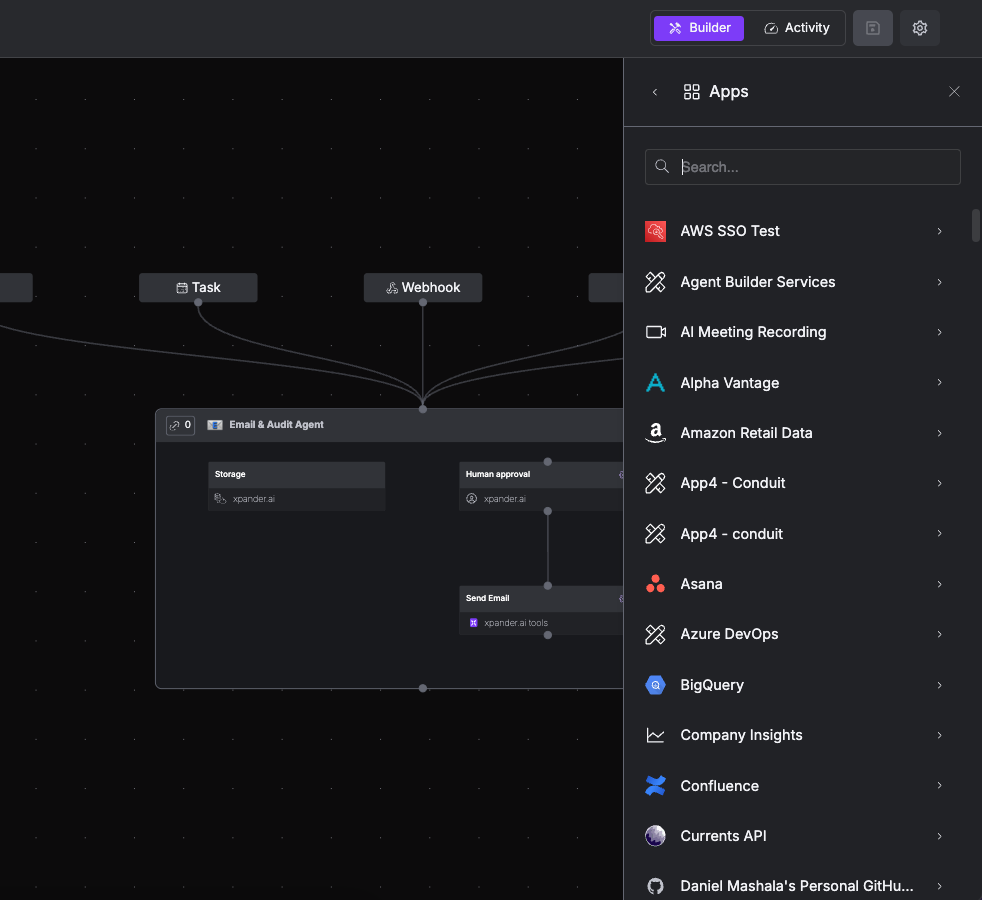 Builder
Activity
Apps
Search...
AWS SSO Test
Agent Builder Services
AI Meeting Recording
Alpha Vantage
Amazon Retail Data
App4 - Conduit
App4 - conduit
Asana
Azure DevOps
BigQuery
Company Insights
Confluence
Currents API
Daniel Mashala's Personal GitHu...
Task
Webhook
0
Email & Audit Agent
Storage
xpander.ai
Human approval
xpander.ai
Send Email
xpander.ai tools